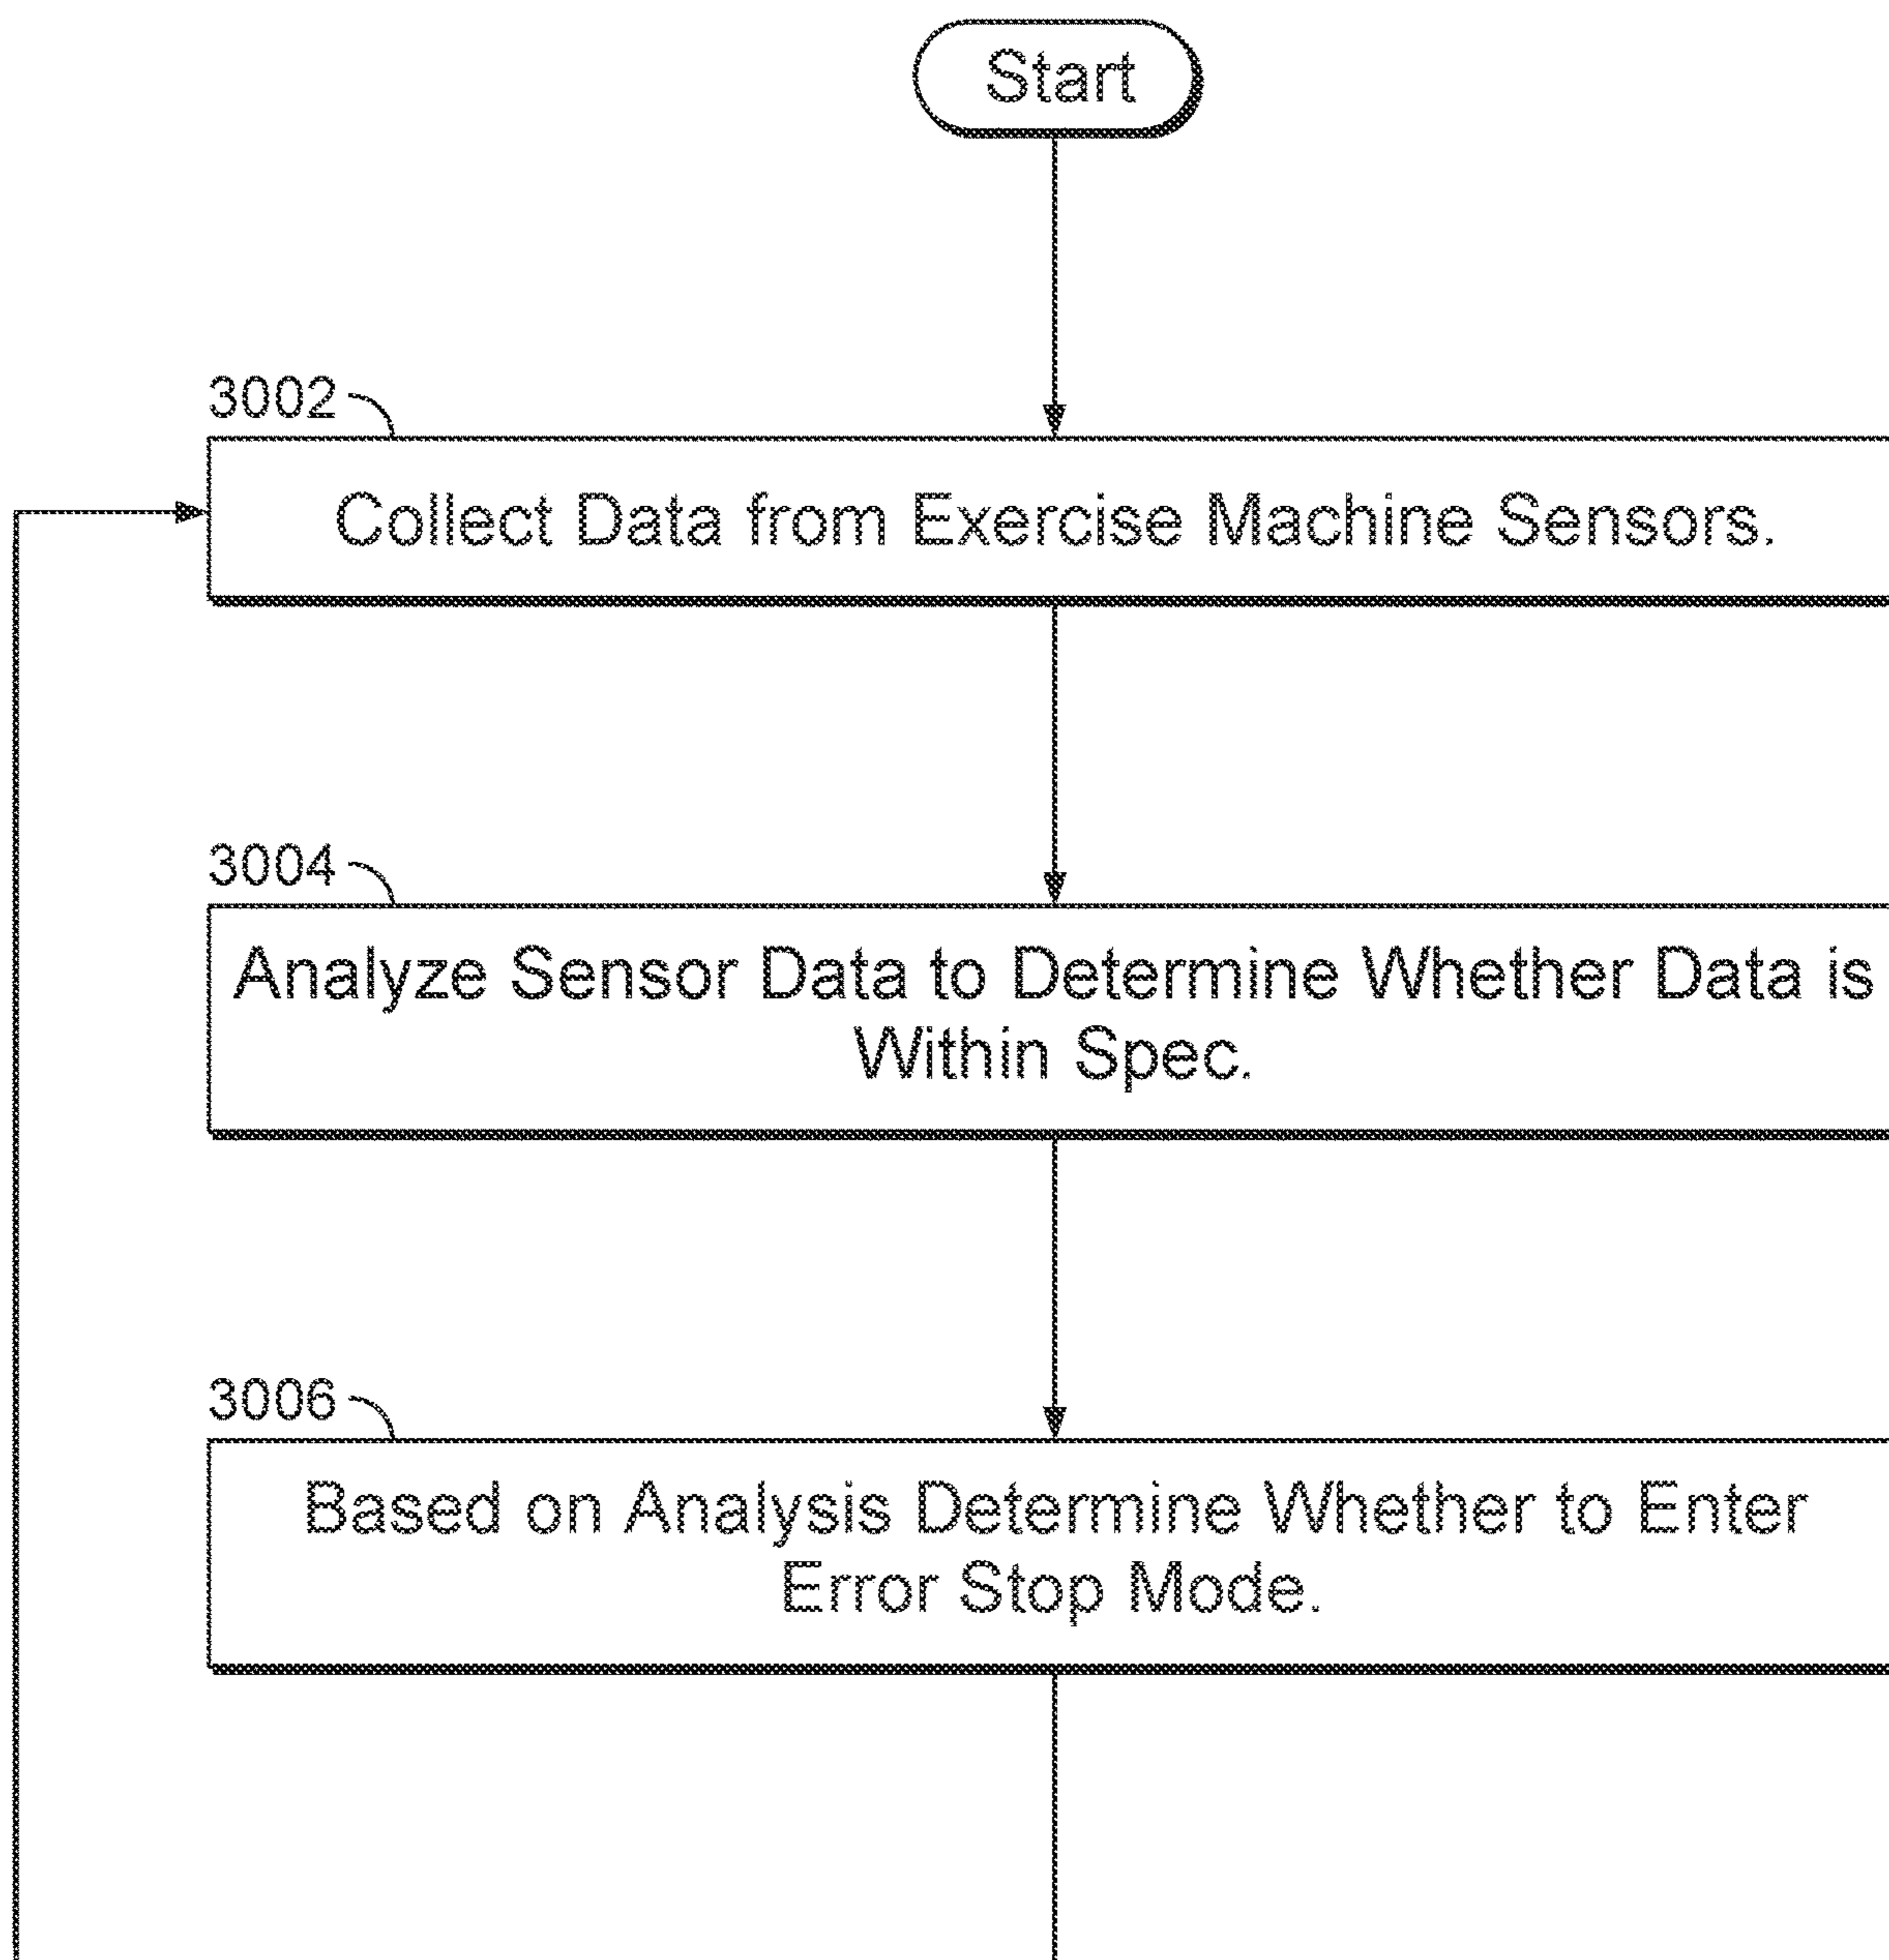 Start
3002
Collect Data from Exercise Machine Sensors.
3004
Analyze Sensor Data to Determine Whether Data is
Within Spec.
3006
Based on Analysis Determine Whether to Enter
Error Stop Mode.